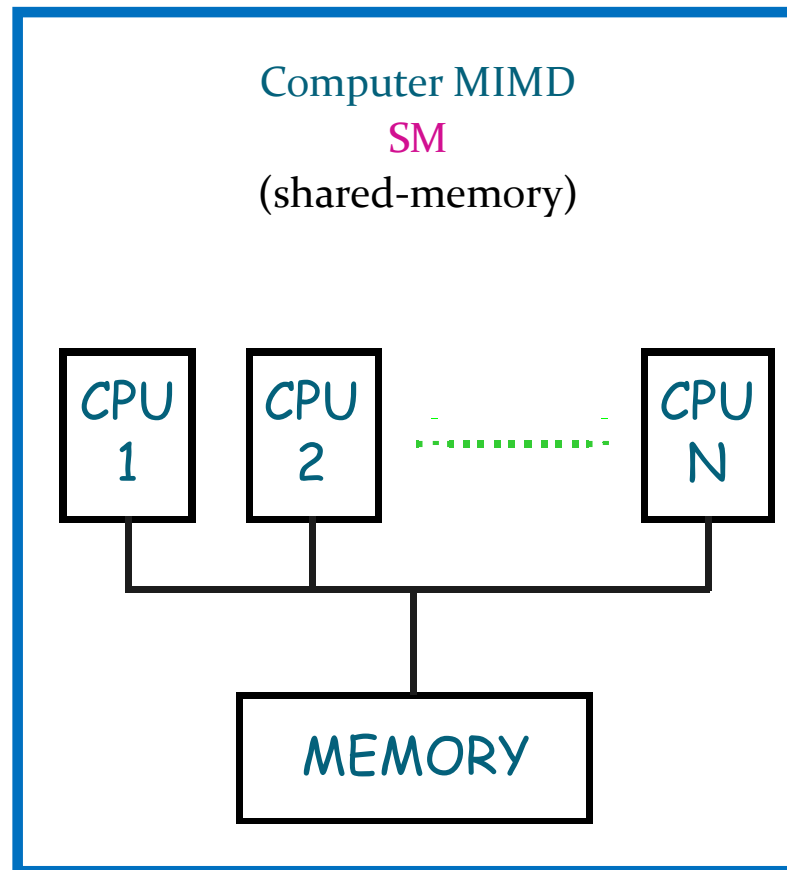 Computer MIMD
SM
(shared-memory)
CPU
1
CPU
2
CPU
N
MEMORY